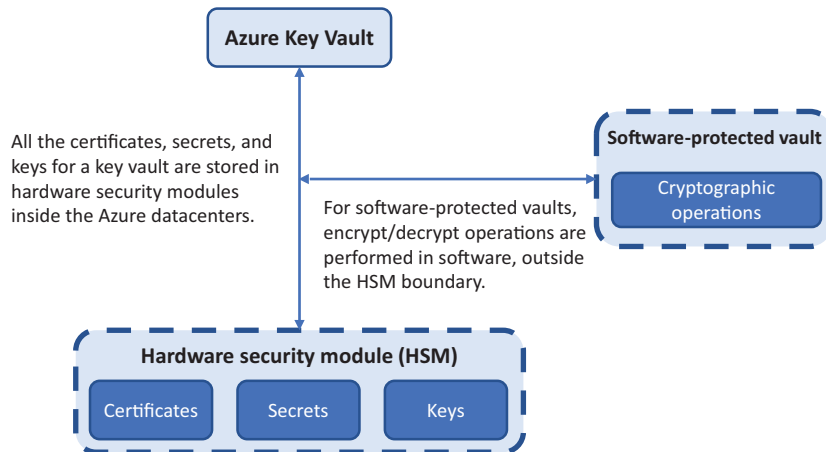 Azure Key Vault
All the certificates, secrets, and
keys for a key vault are stored in
hardware security modules
inside the Azure datacenters.
Software-protected vault
Cryptographic
operations
For software-protected vaults,
encrypt/decrypt operations are
performed in software, outside
the HSM boundary.
Hardware security module (HSM)
Certificates
Secrets
Keys